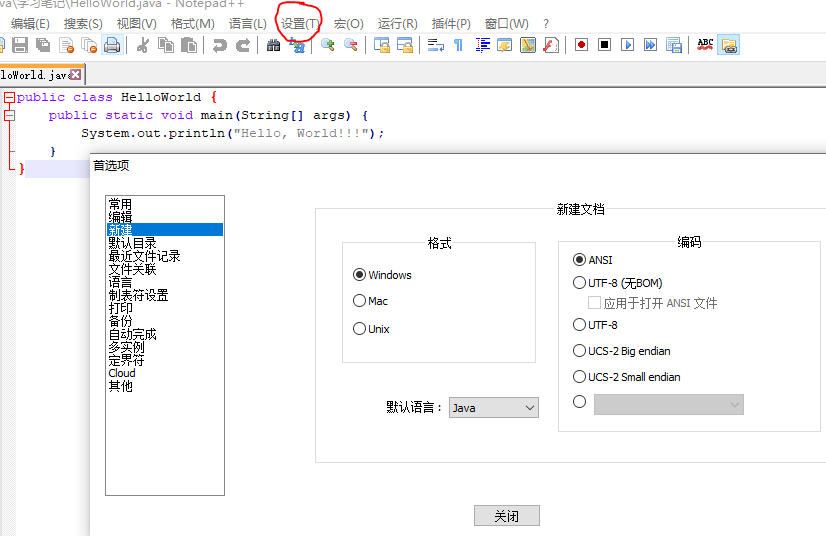 ava\学习笔记\HelloWorld.java - Notepad++
编辑(E) 搜索(S) 视图(V) 格式(M) 语言(L) 设置(T) 宏(O) 运行(R) 插件(P) 窗口(W) ?
ABC
loWorld.java
public class HelloWorld {
public static void main(String[] args) {
System.out.println("Hello, World!!!");
}
}
首选项
常用
编辑
新建
默认目录
最近文件记录
文件关联
语言
制表符设置
打印
备份
自动完成
多实例
定界符
Cloud
其他
新建文档
格式
Windows
Mac
Unix
默认语言：
Java
编码
ANSI
UTF-8 (无BOM)
应用于打开 ANSI 文件
UTF-8
UCS-2 Big endian
UCS-2 Small endian
关闭